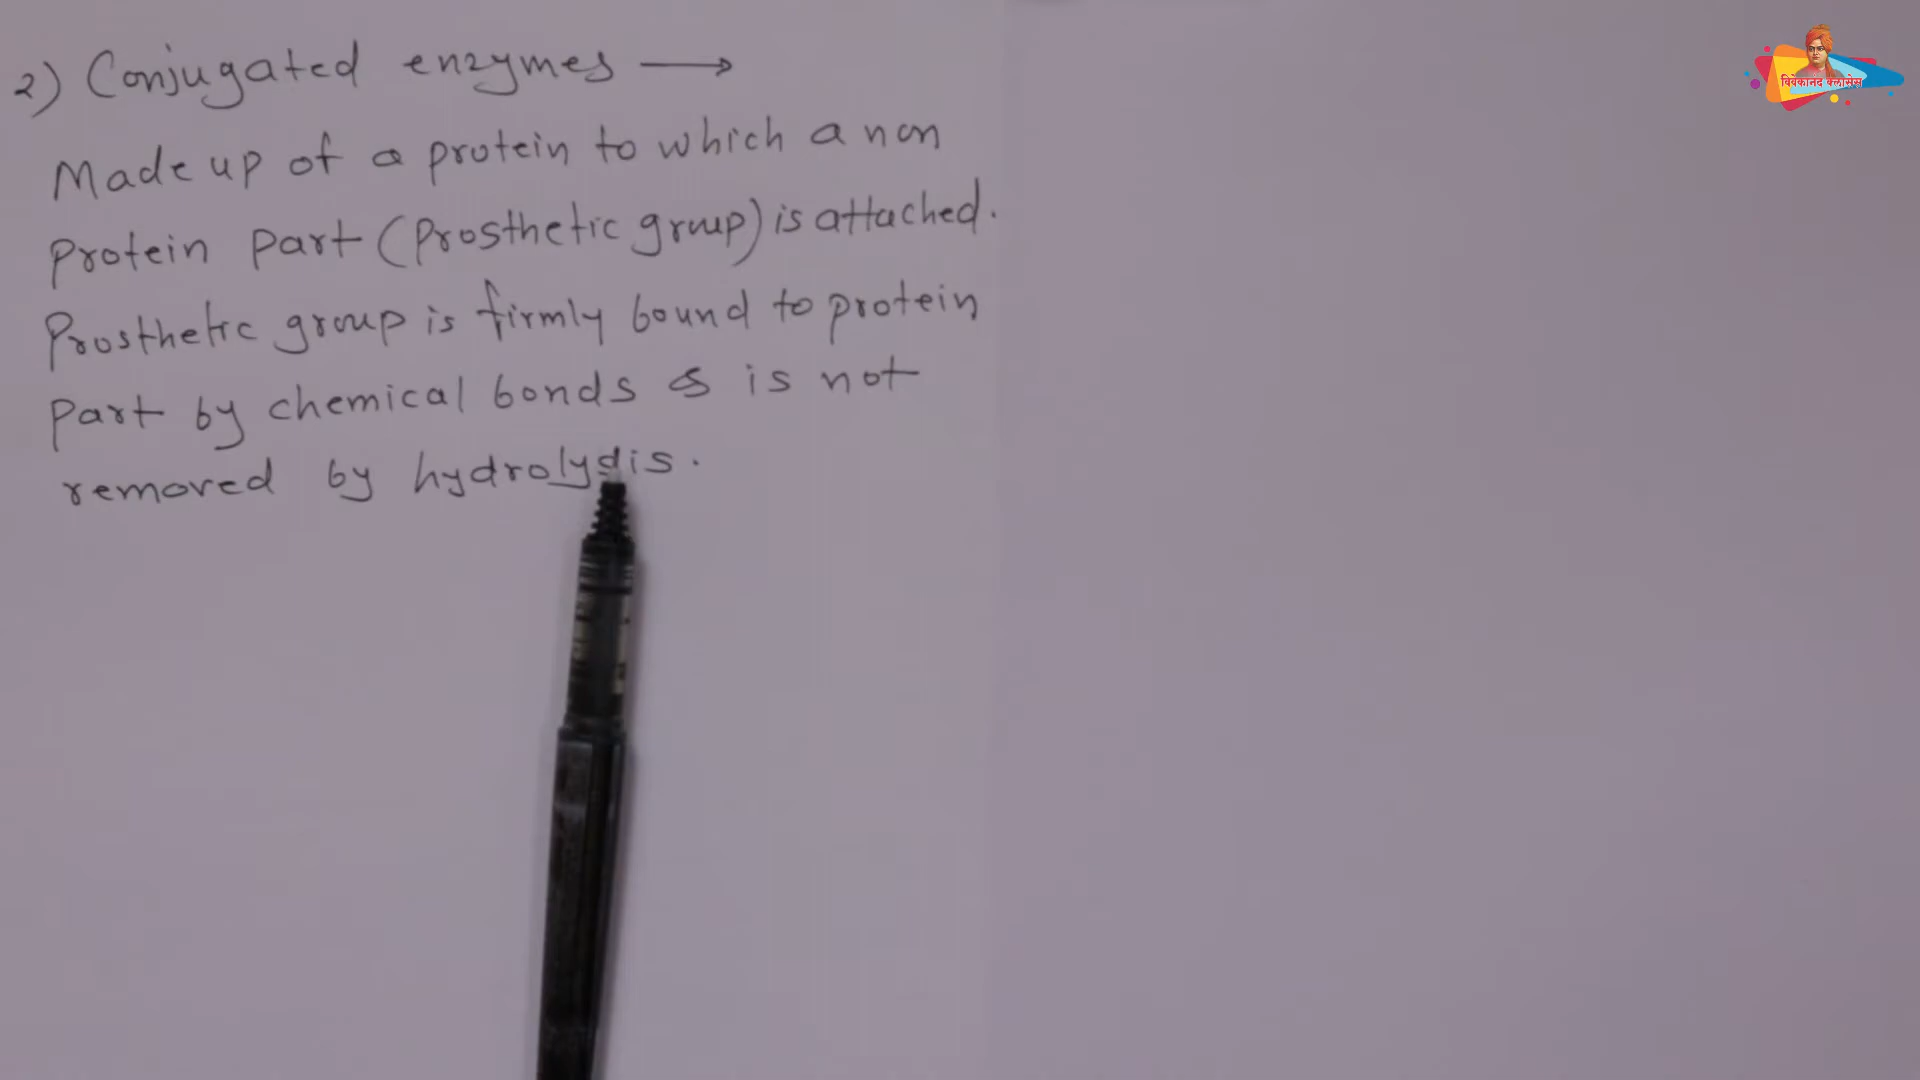 2) Conjugated enzymes →
Made up of a protein to which a non
protein part (Prosthetic group) is attached.
Prosthetic group is firmly bound to protein
part by chemical bonds & is not
removed by hydrolysis.
विवेकानंद क्लासेस